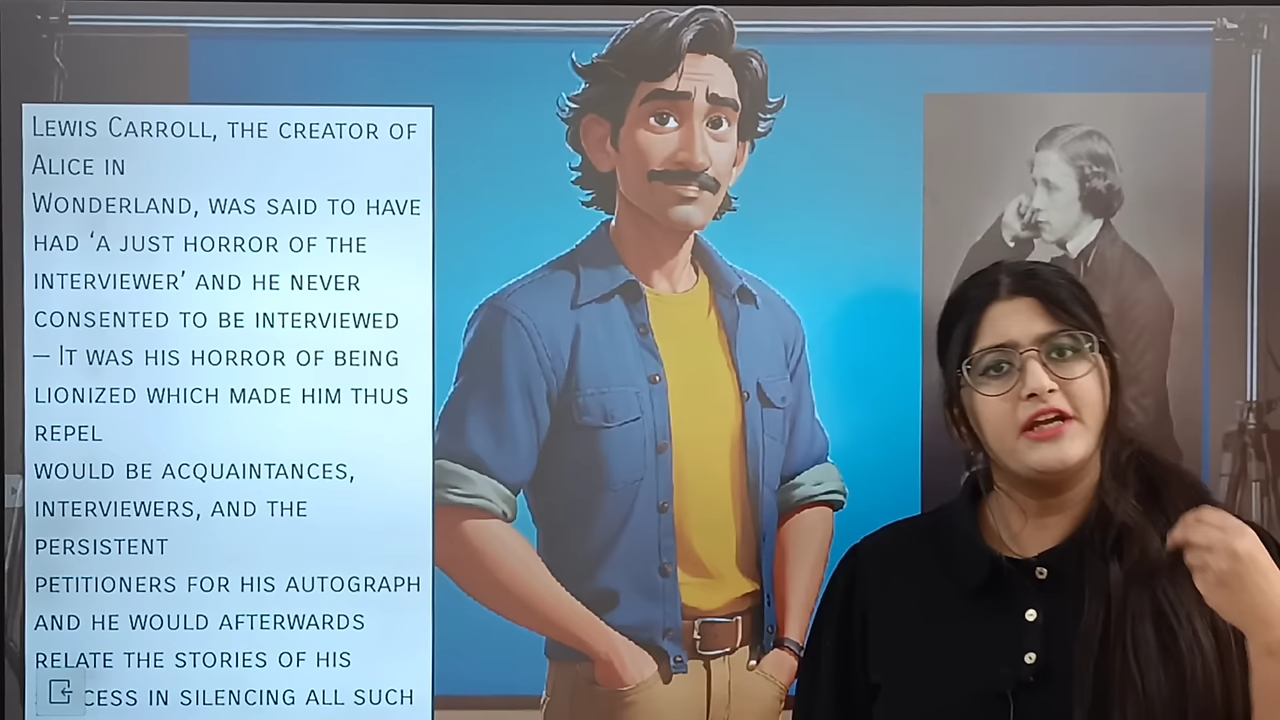 Lewis Carroll, the creator of
Alice in
Wonderland, was said to have
had ‘a just horror of the
interviewer’ and he never
consented to be interviewed
– It was his horror of being
lionized which made him thus
repel
would be acquaintances,
interviewers, and the
persistent
petitioners for his autograph
and he would afterwards
relate the stories of his
cess in silencing all such